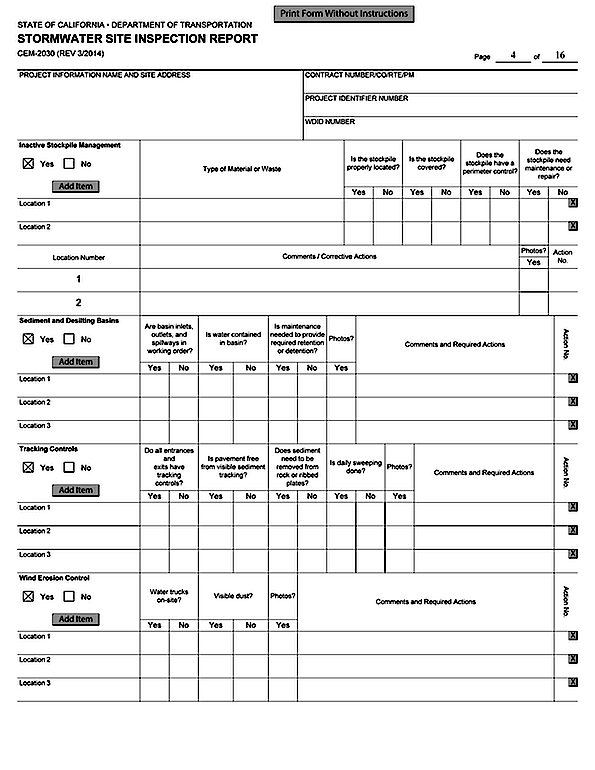 Print Form Without Instructions
STATE OF CALIFORNIA • DEPARTMENT OF TRANSPORTATION
STORMWATER SITE INSPECTION REPORT
CEM-2030 (REV 3/2014)
Page 4 of 16
PROJECT INFORMATION NAME AND SITE ADDRESS
CONTRACT NUMBER/CO/RTE/PM
PROJECT IDENTIFIER NUMBER
WDID NUMBER
Inactive Stockpile Management
Yes No
Add Item
Type of Material or Waste
Is the stockpile properly located?
Is the stockpile covered?
Does the stockpile have a perimeter control?
Does the stockpile need maintenance or repair?
Yes No Yes No Yes No Yes No
Location 1 X
Location 2 X
Location Number
Comments / Corrective Actions
Photos?
Yes
Action No.
1
2
Sediment and Desilting Basins
Yes No
Add Item
Are basin inlets, outlets, and spillways in working order?
Is water contained in basin?
Is maintenance needed to provide required retention or detention?
Photos?
Comments and Required Actions
Action No.
Yes No Yes No Yes No Yes
Location 1 X
Location 2 X
Location 3 X
Tracking Controls
Yes No
Add Item
Do all entrances and exits have tracking controls?
Is pavement free from visible sediment tracking?
Does sediment need to be removed from rock or ribbed plates?
Is daily sweeping done?
Photos?
Comments and Required Actions
Action No.
Yes No Yes No Yes No Yes No Yes
Location 1 X
Location 2 X
Location 3 X
Wind Erosion Control
Yes No
Add Item
Water trucks on-site?
Visible dust?
Photos?
Comments and Required Actions
Action No.
Yes No Yes No Yes
Location 1 X
Location 2 X
Location 3 X